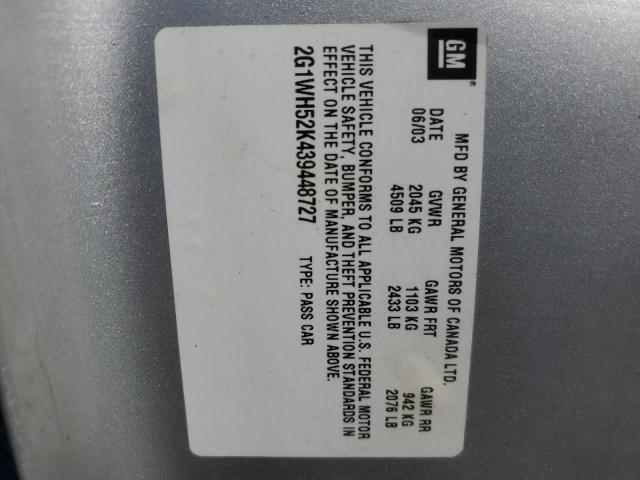 GM
MFD BY GENERAL MOTORS OF CANADA LTD.
DATE GVWR GAWR FRT GAWR RR
06/03 2045 KG 1103 KG 942 KG
4509 LB 2433 LB 2076 LB
THIS VEHICLE CONFORMS TO ALL APPLICABLE U.S. FEDERAL MOTOR
VEHICLE SAFETY, BUMPER, AND THEFT PREVENTION STANDARDS IN
EFFECT ON THE DATE OF MANUFACTURE SHOWN ABOVE.
2G1WH52K439448727 TYPE: PASS CAR